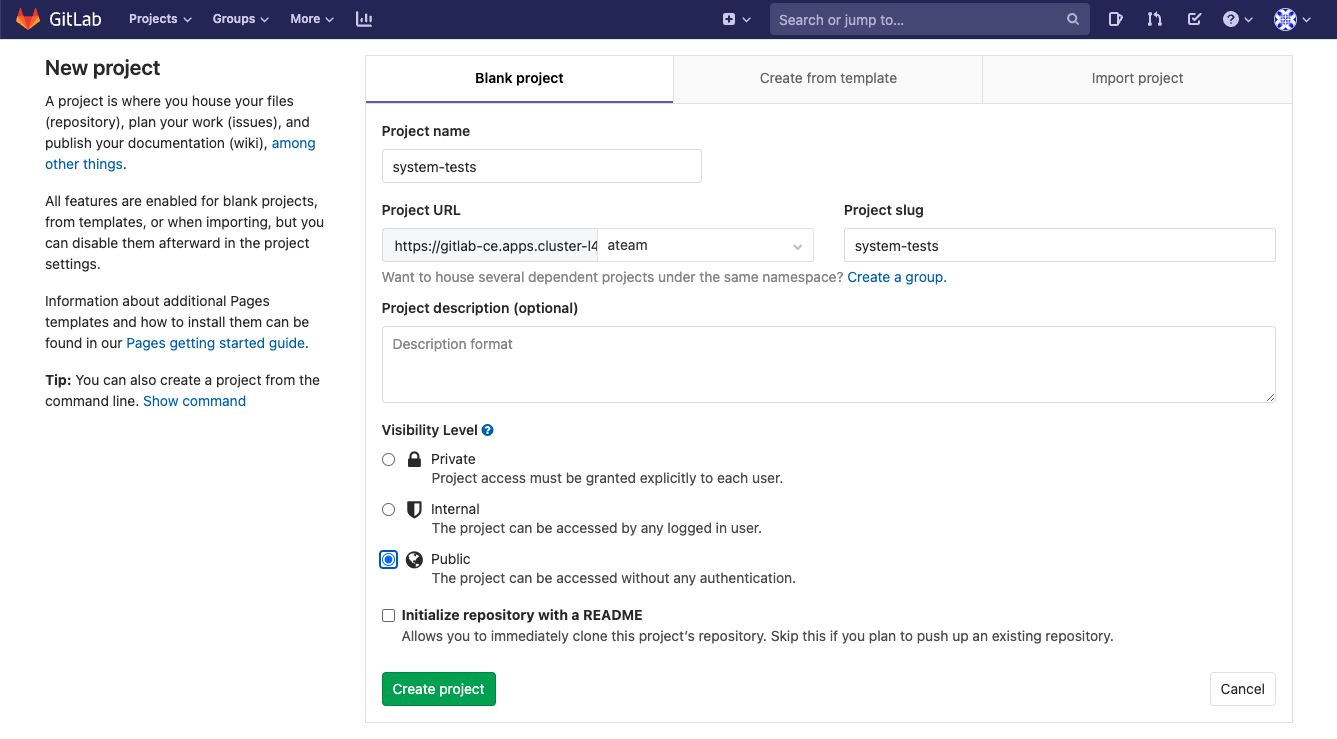 GitLab Projects Groups More Search or jump to...
New project
A project is where you house your files
(repository), plan your work (issues), and
publish your documentation (wiki), among
other things.
All features are enabled for blank projects,
from templates, or when importing, but you
can disable them afterward in the project
settings.
Information about additional Pages
templates and how to install them can be
found in our Pages getting started guide.
Tip: You can also create a project from the
command line. Show command
Blank project Create from template Import project
Project name
system-tests
Project URL Project slug
https://gitlab-ce.apps.cluster-l4 ateam system-tests
Want to house several dependent projects under the same namespace? Create a group.
Project description (optional)
Description format
Visibility Level
Private
Project access must be granted explicitly to each user.
Internal
The project can be accessed by any logged in user.
Public
The project can be accessed without any authentication.
Initialize repository with a README
Allows you to immediately clone this project's repository. Skip this if you plan to push up an existing repository.
Create project Cancel